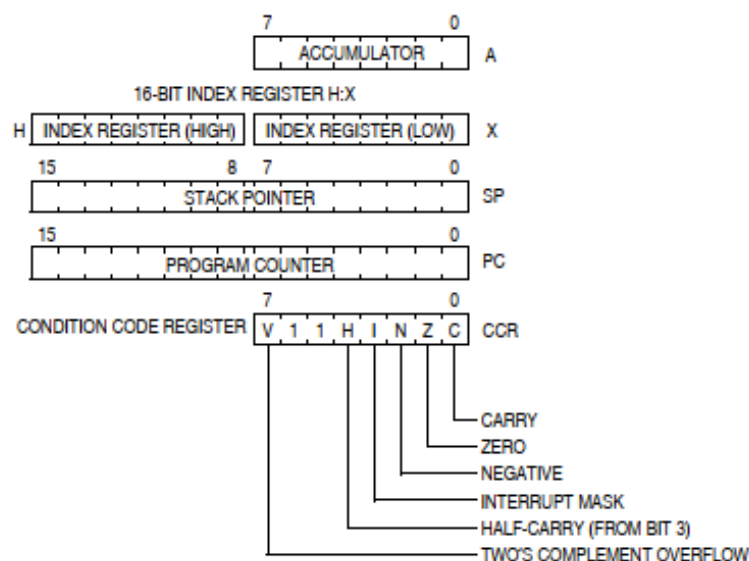 7 0
ACCUMULATOR A
16-BIT INDEX REGISTER H:X
H INDEX REGISTER (HIGH) INDEX REGISTER (LOW) X
15 8 7 0
STACK POINTER SP
15 0
PROGRAM COUNTER PC
7 0
CONDITION CODE REGISTER V 1 1 H I N Z C CCR
CARRY
ZERO
NEGATIVE
INTERRUPT MASK
HALF-CARRY (FROM BIT 3)
TWO'S COMPLEMENT OVERFLOW